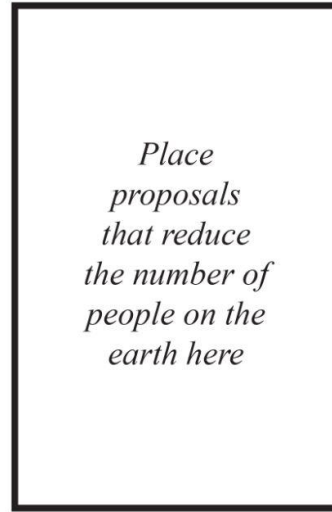 Place
proposals
that reduce
the number of
people on the
earth here